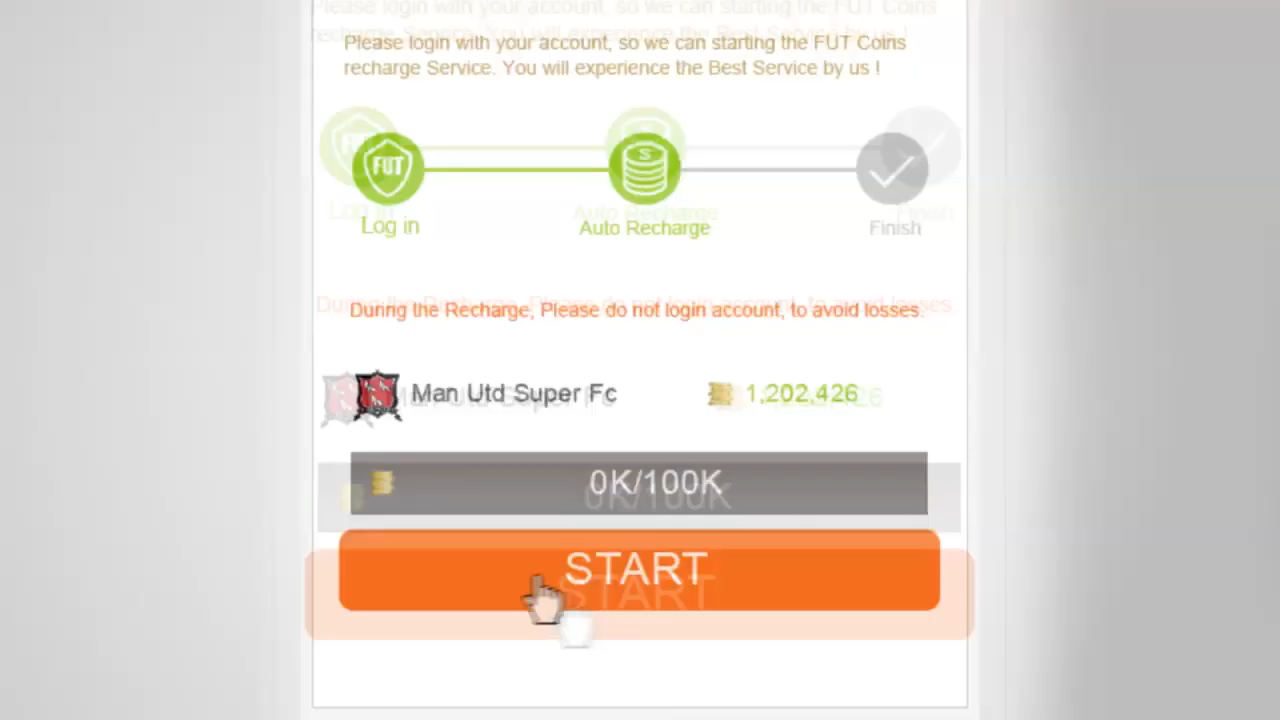 Please login with your account, so we can starting the FUT Coins
recharge Service. You will experience the Best Service by us !
FUT
Log in
Auto Recharge
Finish
During the Recharge, Please do not login account, to avoid losses.
Man Utd Super Fc
1,202,426
0K/100K
START